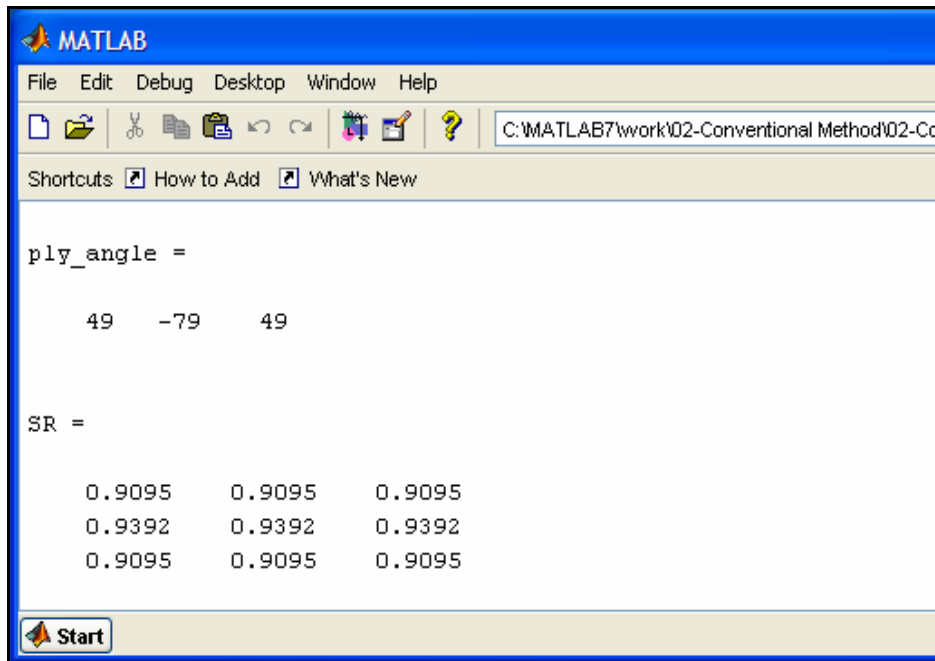 MATLAB
File Edit Debug Desktop Window Help
C:\MATLAB7\work\02-Conventional Method\02-Co
Shortcuts How to Add What's New
ply_angle =
49 -79 49
SR =
0.9095 0.9095 0.9095
0.9392 0.9392 0.9392
0.9095 0.9095 0.9095
Start